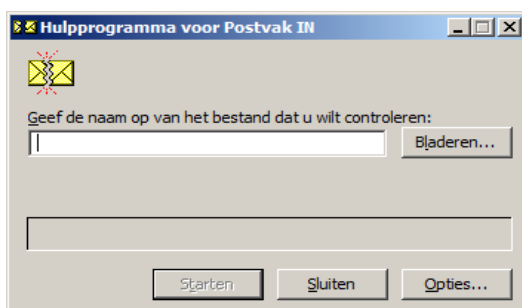 Hulpprogramma voor Postvak IN
Geef de naam op van het bestand dat u wilt controleren:
Bladeren...
Starten
Sluiten
Opties...